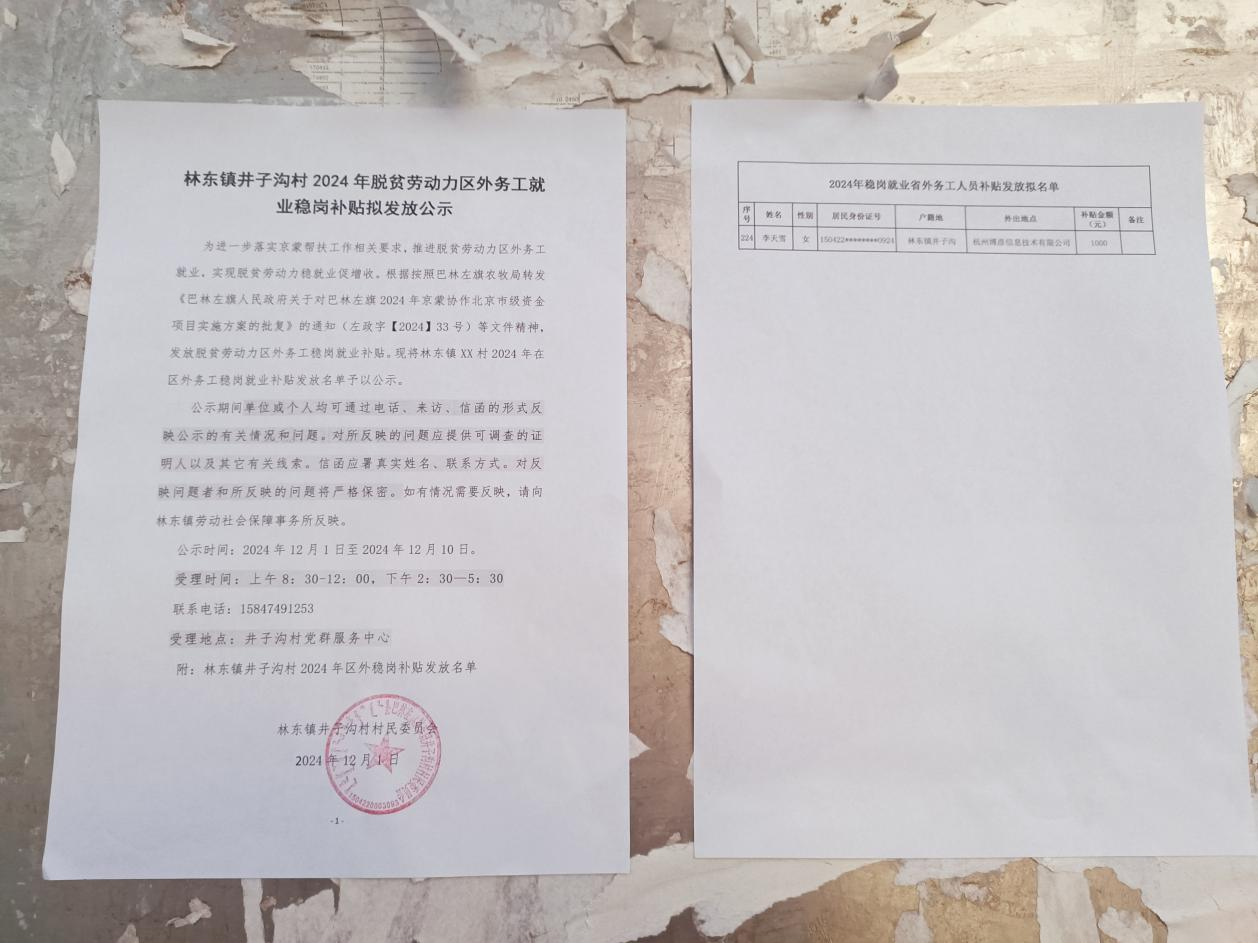 林东镇井子沟村 2024 年脱贫劳动力区外务工就
业稳岗补贴拟发放公示
为进一步落实京蒙帮扶工作相关要求，推进脱贫劳动力区外务工
就业，实现脱贫劳动力稳就业促增收。根据按照巴林左旗农牧局转发
《巴林左旗人民政府关于对巴林左旗 2024 年京蒙协作北京市级资金
项目实施方案的批复》的通知（左政字【2024】33 号）等文件精神，
发放脱贫劳动力区外务工稳岗就业补贴。现将林东镇 XX 村 2024 年在
区外务工稳岗就业补贴发放名单予以公示。
公示期间单位或个人均可通过电话、来访、信函的形式反
映公示的有关情况和问题。对所反映的问题应提供可调查的证
明人以及其它有关线索。信函应署真实姓名、联系方式。对反
映问题者和所反映的问题将严格保密。如有情况需要反映，请向
林东镇劳动社会保障事务所反映。
公示时间：2024 年 12 月 1 日至 2024 年 12 月 10 日。
受理时间：上午 8：30-12：00，下午 2：30—5：30
联系电话：15847491253
受理地点：井子沟村党群服务中心
附：林东镇井子沟村 2024 年区外稳岗补贴发放名单
林东镇井子沟村村民委员会
2024 年 12 月 1 日
-1-
2024年稳岗就业省外务工人员补贴发放拟名单
序号 姓名 性别 居民身份证号 户籍地 外出地点 补贴金额（元） 备注
224 李天雪 女 150422********0924 林东镇井子沟 杭州博彦信息技术有限公司 1000